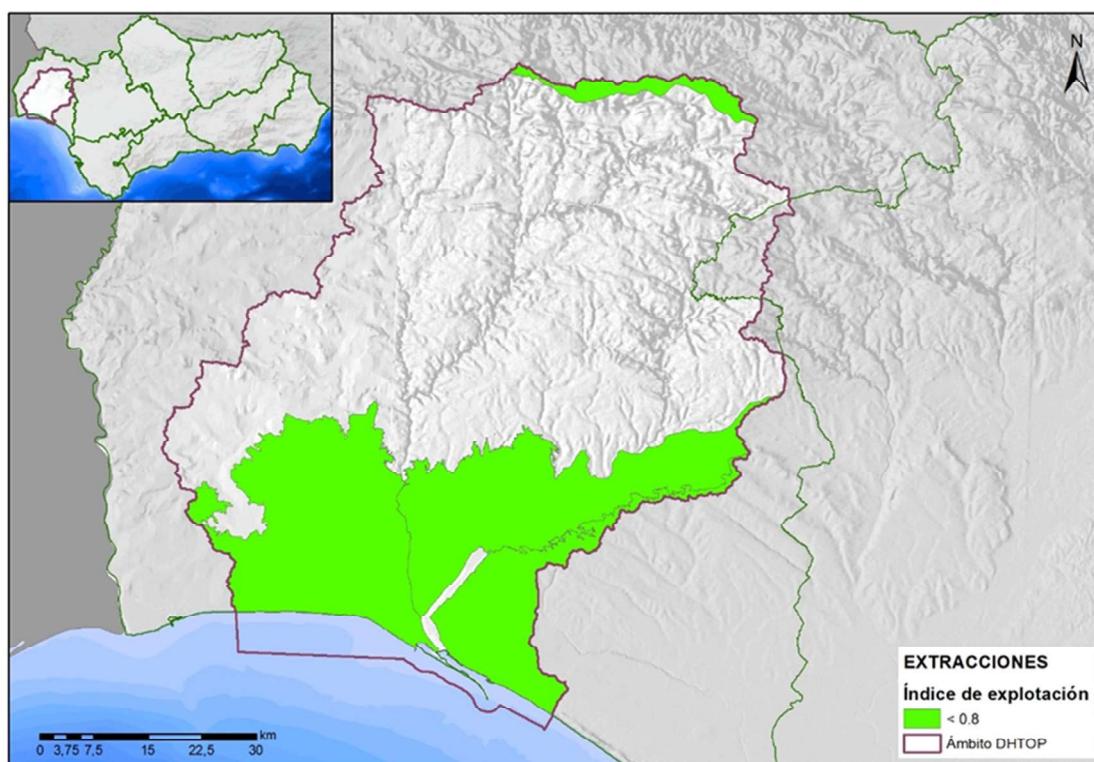 N
EXTRACCIONES
Índice de explotación
< 0.8
Ámbito DHTOP
km
0 3,75 7,5 15 22,5 30